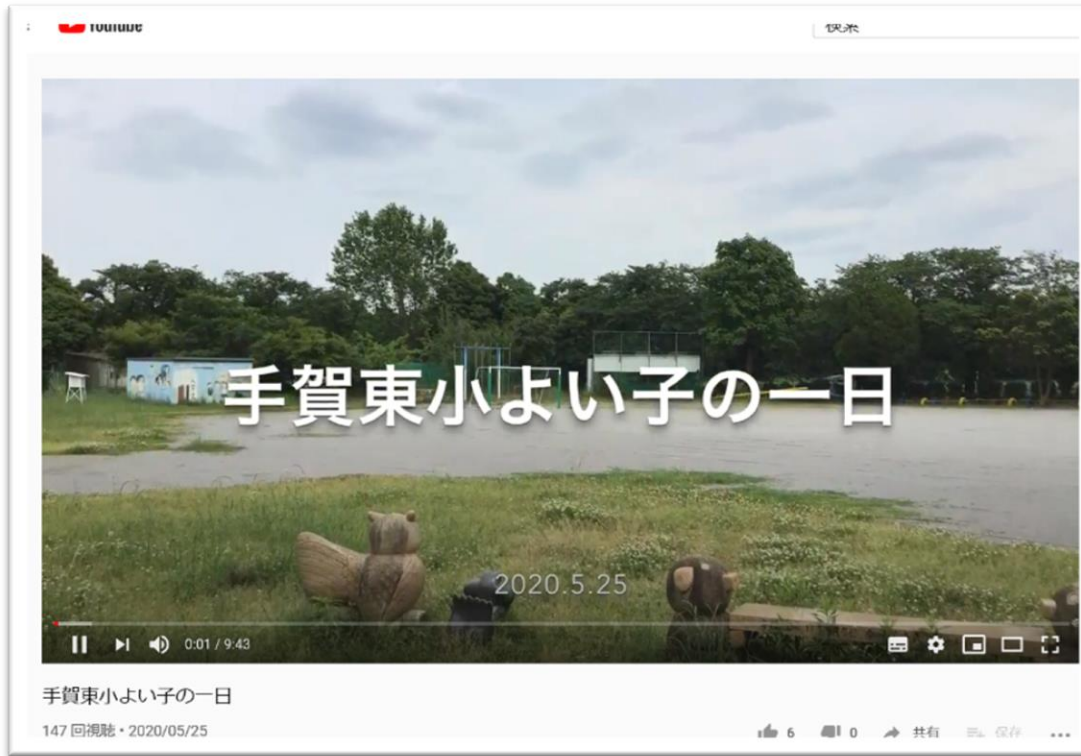 YouTube
検索
手賀東小よい子の一日
2020.5.25
0:01 / 9:43
手賀東小よい子の一日
147 回視聴・2020/05/25
6 0 共有 保存